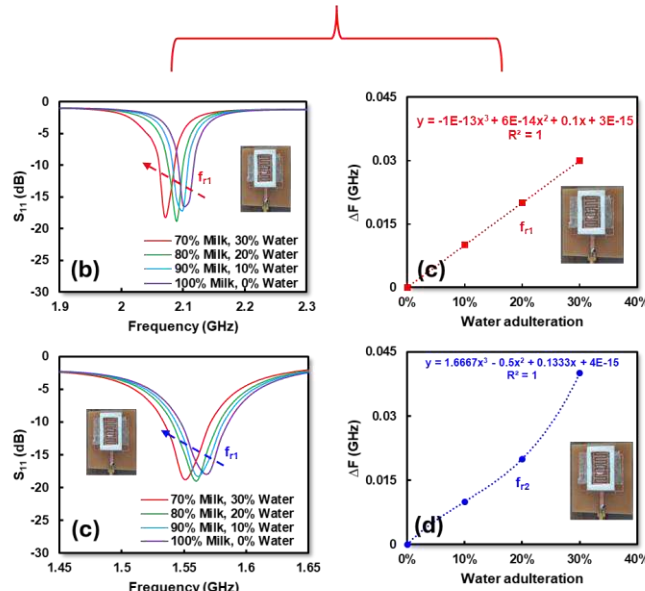 0
-5
-10
-15
-20
-25
-30
S11 (dB)
fr1
(b)
70% Milk, 30% Water
80% Milk, 20% Water
90% Milk, 10% Water
100% Milk, 0% Water
1.9
2
2.1
2.2
2.3
Frequency (GHz)
0.045
0.03
0.015
0
ΔF (GHz)
y = -1E-13x³ + 6E-14x² + 0.1x + 3E-15
R² = 1
fr1
(c)
0%
10%
20%
30%
40%
Water adulteration
0
-5
-10
-15
-20
-25
-30
S11 (dB)
fr1
(c)
70% Milk, 30% Water
80% Milk, 20% Water
90% Milk, 10% Water
100% Milk, 0% Water
1.45
1.5
1.55
1.6
1.65
Frequency (GHz)
0.045
0.03
0.015
0
ΔF (GHz)
y = 1.6667x³ - 0.5x² + 0.1333x + 4E-15
R² = 1
fr2
(d)
0%
10%
20%
30%
40%
Water adulteration